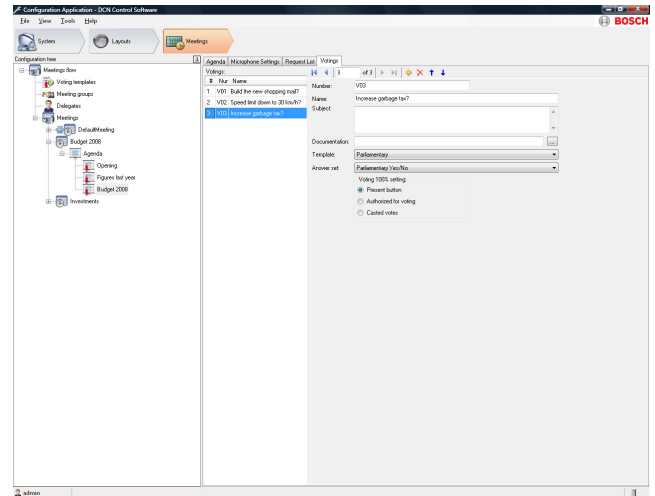 Configuration Application - DCN Control Software
File View Tools Help
BOSCH
System
Layouts
Meetings
Configuration tree
Meetings flow
Voting templates
Meeting groups
Delegates
Meetings
DefaultMeeting
Budget 2008
Agenda
Opening
Figures last year
Budget 2008
Investments
Agenda Microphone Settings Request List Votings
Votings:
# Nur Name
1 V01 Build the new shopping mall?
2 V02 Speed limit down to 30 km/h?
3 V03 Increase garbage tax?
3 of 3
Number: V03
Name: Increase garbage tax?
Subject
Documentation: ...
Template: Parliamentary
Answer set Parliamentary Yes/No
Voting 100% setting:
Present button
Authorized for voting
Casted votes
admin